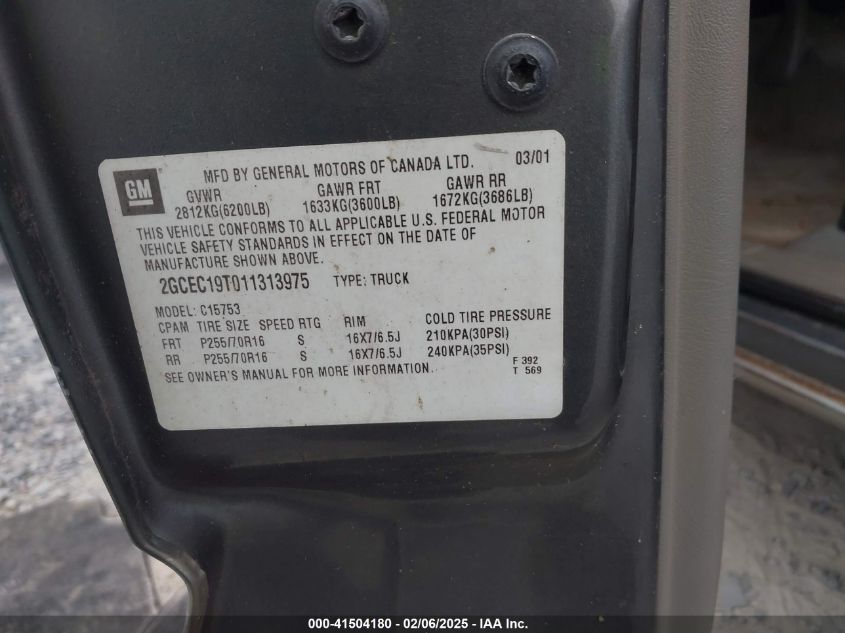 GM
MFD BY GENERAL MOTORS OF CANADA LTD. 03/01
GVWR GAWR FRT GAWR RR
2812KG(6200LB) 1633KG(3600LB) 1672KG(3686LB)
THIS VEHICLE CONFORMS TO ALL APPLICABLE U.S. FEDERAL MOTOR
VEHICLE SAFETY STANDARDS IN EFFECT ON THE DATE OF
MANUFACTURE SHOWN ABOVE.
2GCEC19T011313975 TYPE: TRUCK
MODEL: C15753
CPAM TIRE SIZE SPEED RTG RIM COLD TIRE PRESSURE
FRT P255/70R16 S 16X7/6.5J 210KPA(30PSI)
RR P255/70R16 S 16X7/6.5J 240KPA(35PSI)
SEE OWNER'S MANUAL FOR MORE INFORMATION. F 392
T 569
000-41504180 - 02/06/2025 - IAA Inc.